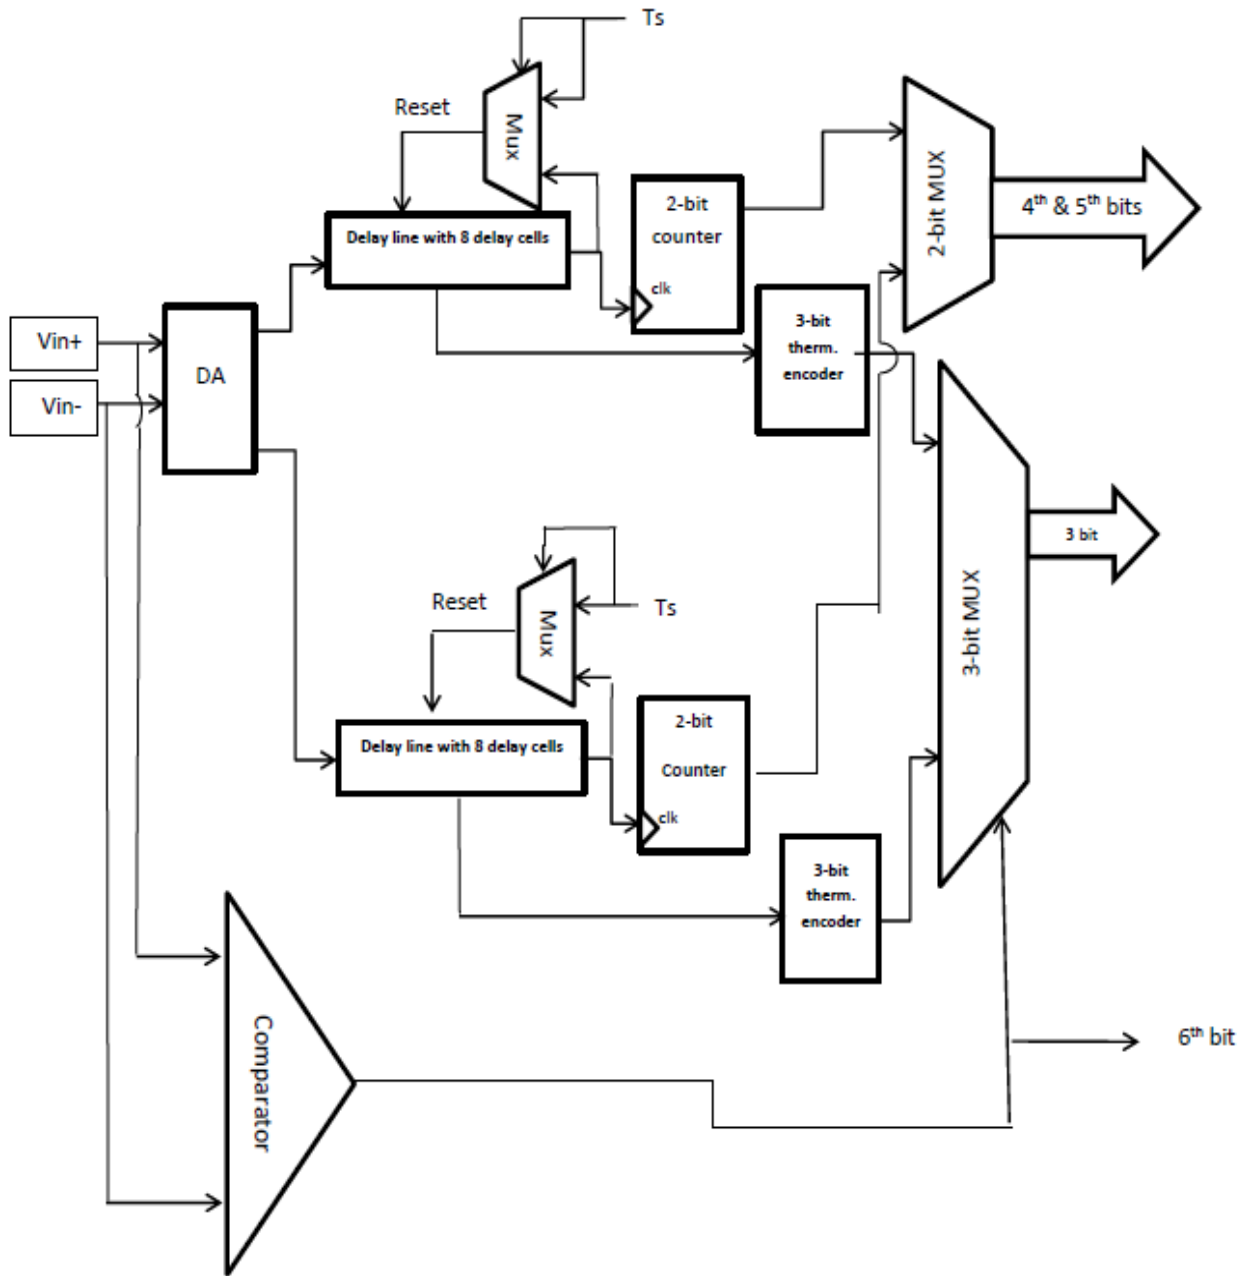 Ts
Reset
Mux
Delay line with 8 delay cells
2-bit
counter
clk
2-bit MUX
4th & 5th bits
3-bit
therm.
encoder
Vin+
Vin-
DA
3 bit
3-bit MUX
Ts
Reset
Mux
Delay line with 8 delay cells
2-bit
Counter
clk
3-bit
therm.
encoder
Comparator
6th bit